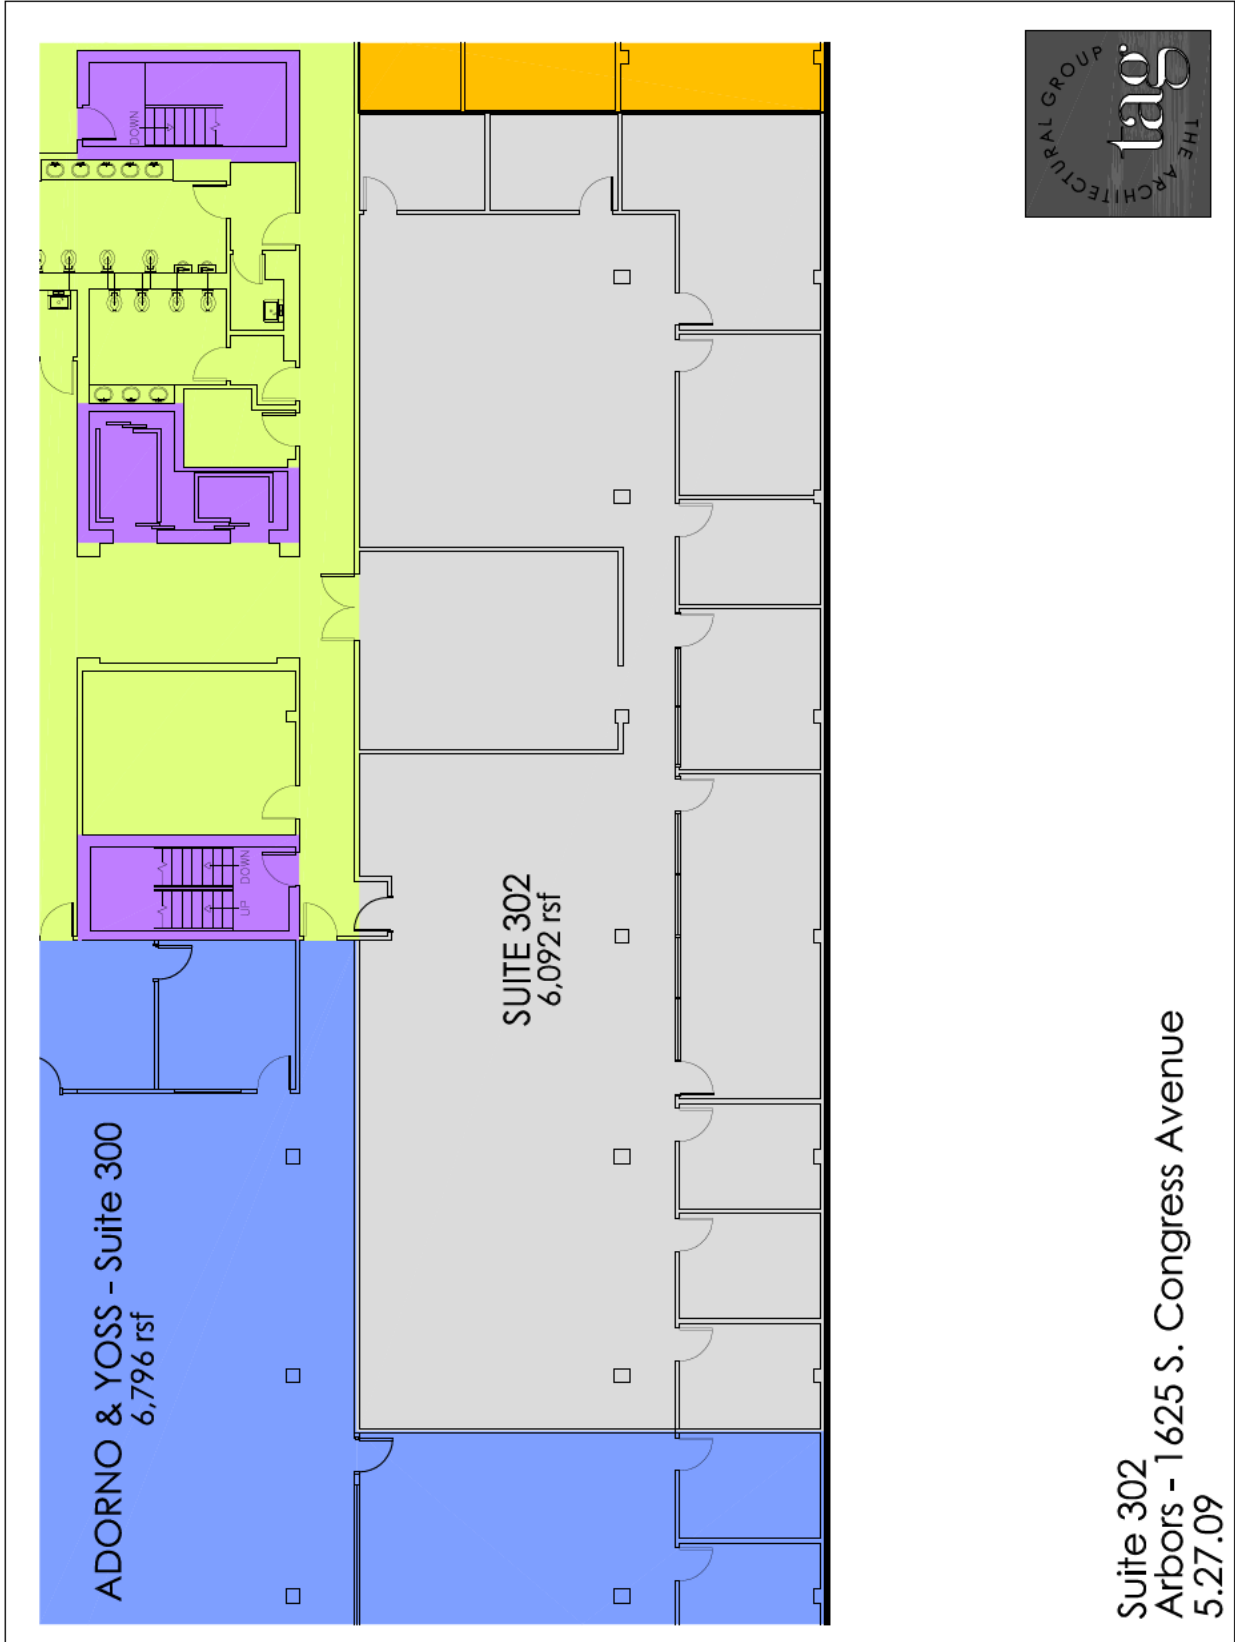 DOWN
UP
DOWN
ADORNO & YOSS - Suite 300
6,796 rsf
SUITE 302
6,092 rsf
tag
THE ARCHITECTURAL GROUP
Suite 302
Arbors - 1625 S. Congress Avenue
5.27.09